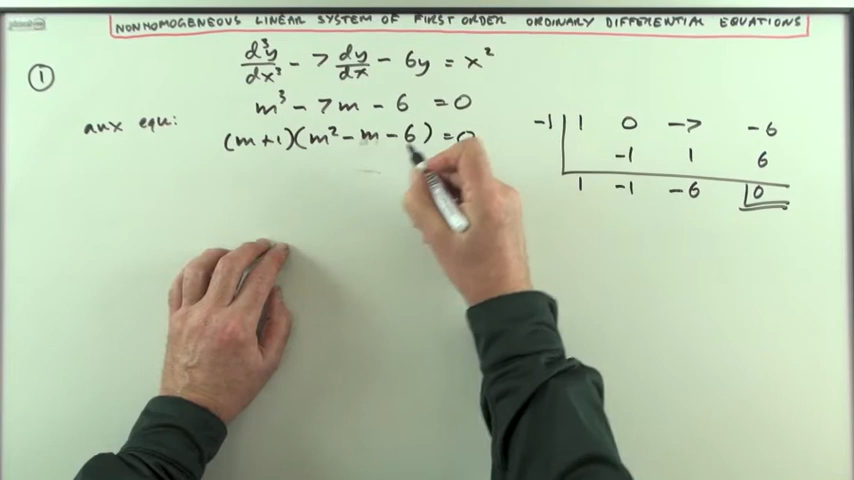 NONHOMOGENEOUS LINEAR SYSTEM OF FIRST ORDER ORDINARY DIFFERENTIAL EQUATIONS
① d³y/dx³ - 7 dy/dx - 6y = x²
m³ - 7m - 6 = 0
aux equ: (m+1)(m² - m - 6) = 0
-1 | 1 0 -7 -6
-1 1 6
1 -1 -6 |0